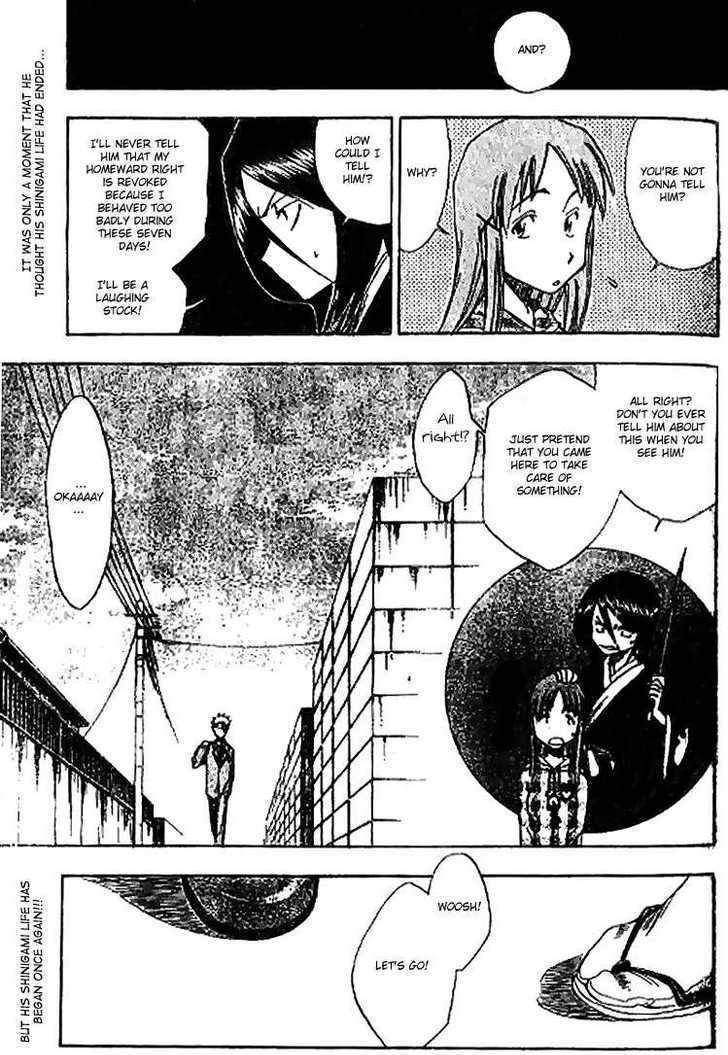 AND?
IT WAS ONLY A MOMENT THAT HE
THOUGHT HIS SHINIGAMI LIFE HAD ENDED...
YOU'RE NOT
GONNA TELL
HIM?
WHY?
HOW
COULD I
TELL
HIM!?
I'LL NEVER TELL
HIM THAT MY
HOMEWARD RIGHT
IS REVOKED
BECAUSE I
BEHAVED TOO
BADLY DURING
THESE SEVEN
DAYS!
I'LL BE A
LAUGHING
STOCK!
ALL RIGHT?
DON'T YOU EVER
TELL HIM ABOUT
THIS WHEN YOU
SEE HIM!
JUST PRETEND
THAT YOU CAME
HERE TO TAKE
CARE OF
SOMETHING!
All
right!?
...
OKAAAAY
...
WOOSH!
LET'S GO!
BUT HIS SHINIGAMI LIFE HAS
BEGAN ONCE AGAIN!!!